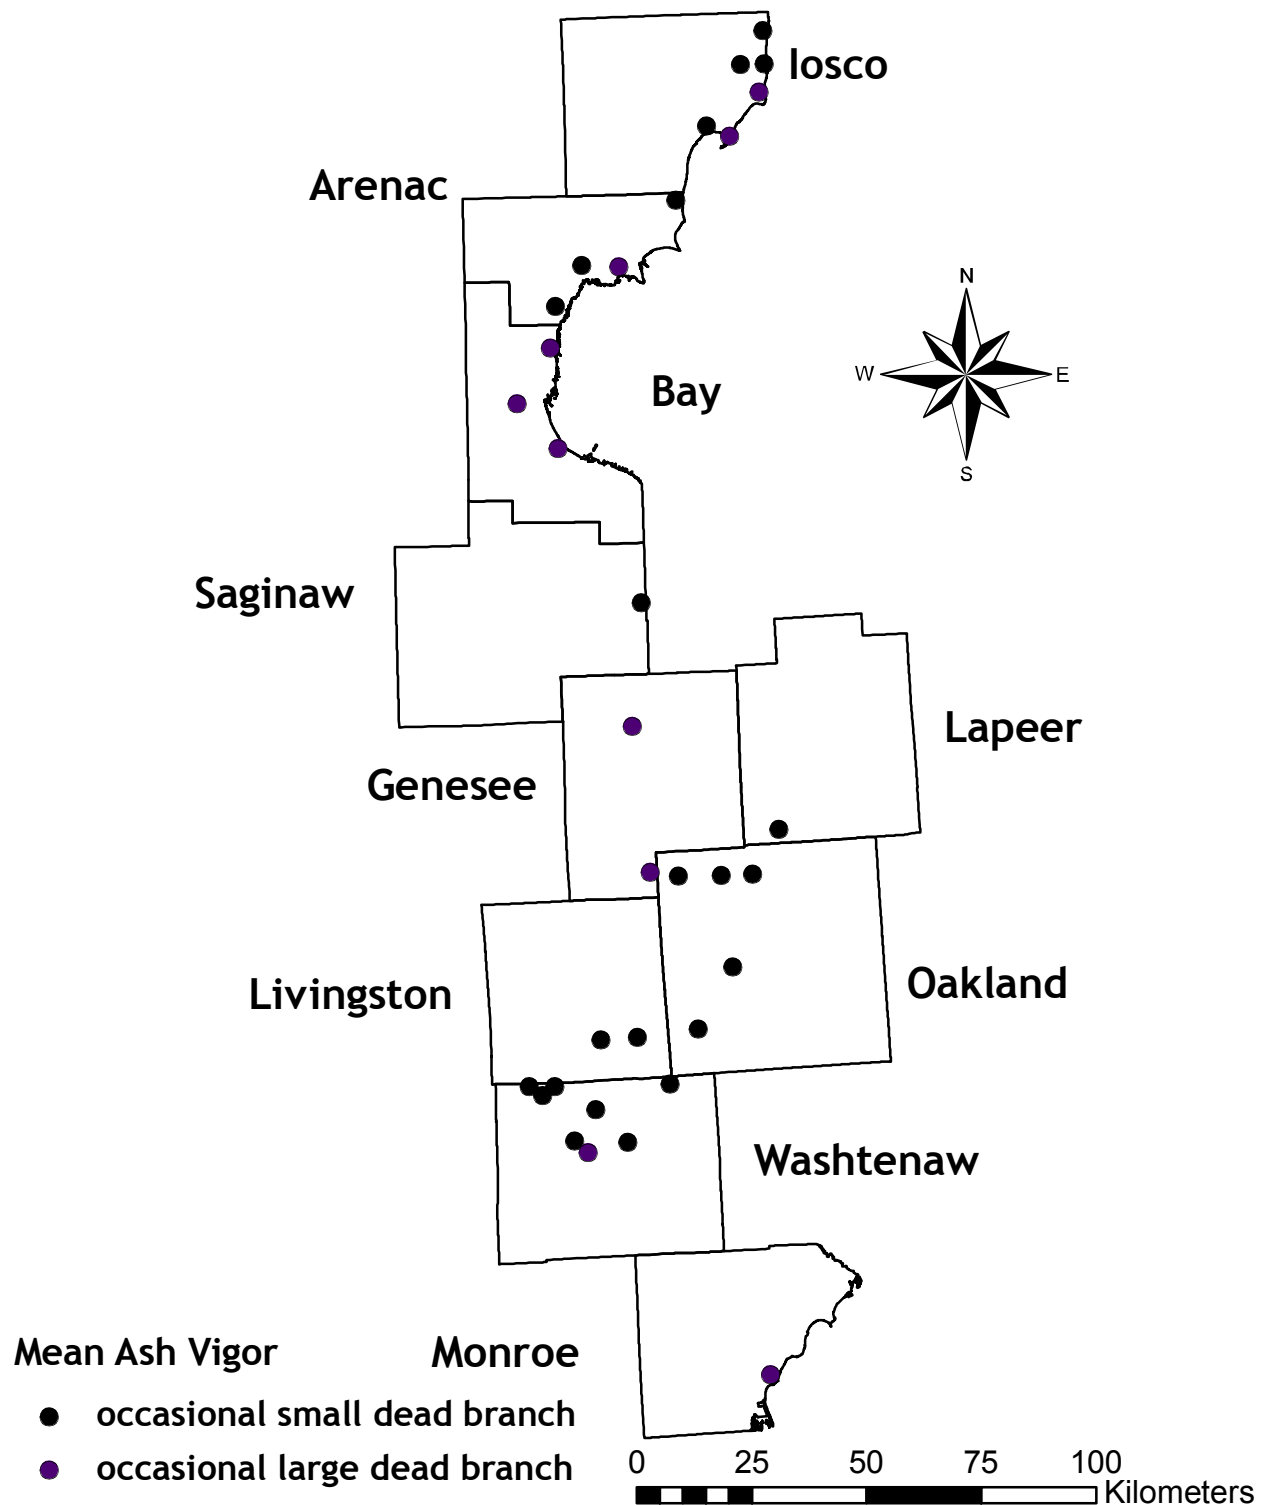 Iosco
Arenac
N
W
E
S
Bay
Saginaw
Lapeer
Genesee
Oakland
Livingston
Washtenaw
Monroe
Mean Ash Vigor
occasional small dead branch
occasional large dead branch
0 25 50 75 100
Kilometers